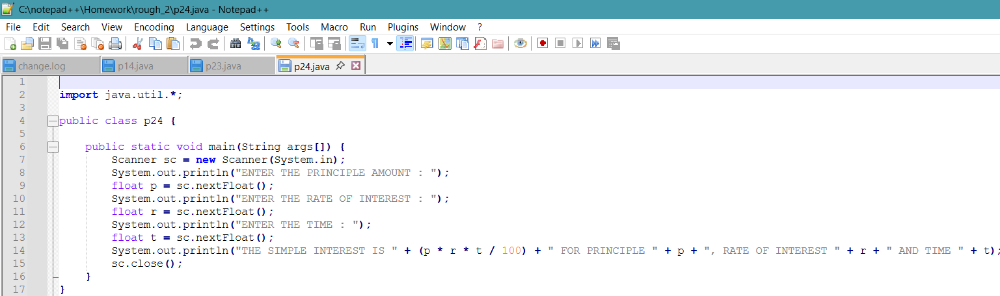 C:\notepad++\Homework\rough_2\p24.java - Notepad++
File Edit Search View Encoding Language Settings Tools Macro Run Plugins Window ?
change.log p14.java p23.java p24.java
1
2 import java.util.*;
3
4 public class p24 {
5
6 public static void main(String args[]) {
7 Scanner sc = new Scanner(System.in);
8 System.out.println("ENTER THE PRINCIPLE AMOUNT : ");
9 float p = sc.nextFloat();
10 System.out.println("ENTER THE RATE OF INTEREST : ");
11 float r = sc.nextFloat();
12 System.out.println("ENTER THE TIME : ");
13 float t = sc.nextFloat();
14 System.out.println("THE SIMPLE INTEREST IS " + (p * r * t / 100) + " FOR PRINCIPLE " + p + ", RATE OF INTEREST " + r + " AND TIME " + t);
15 sc.close();
16 }
17 }